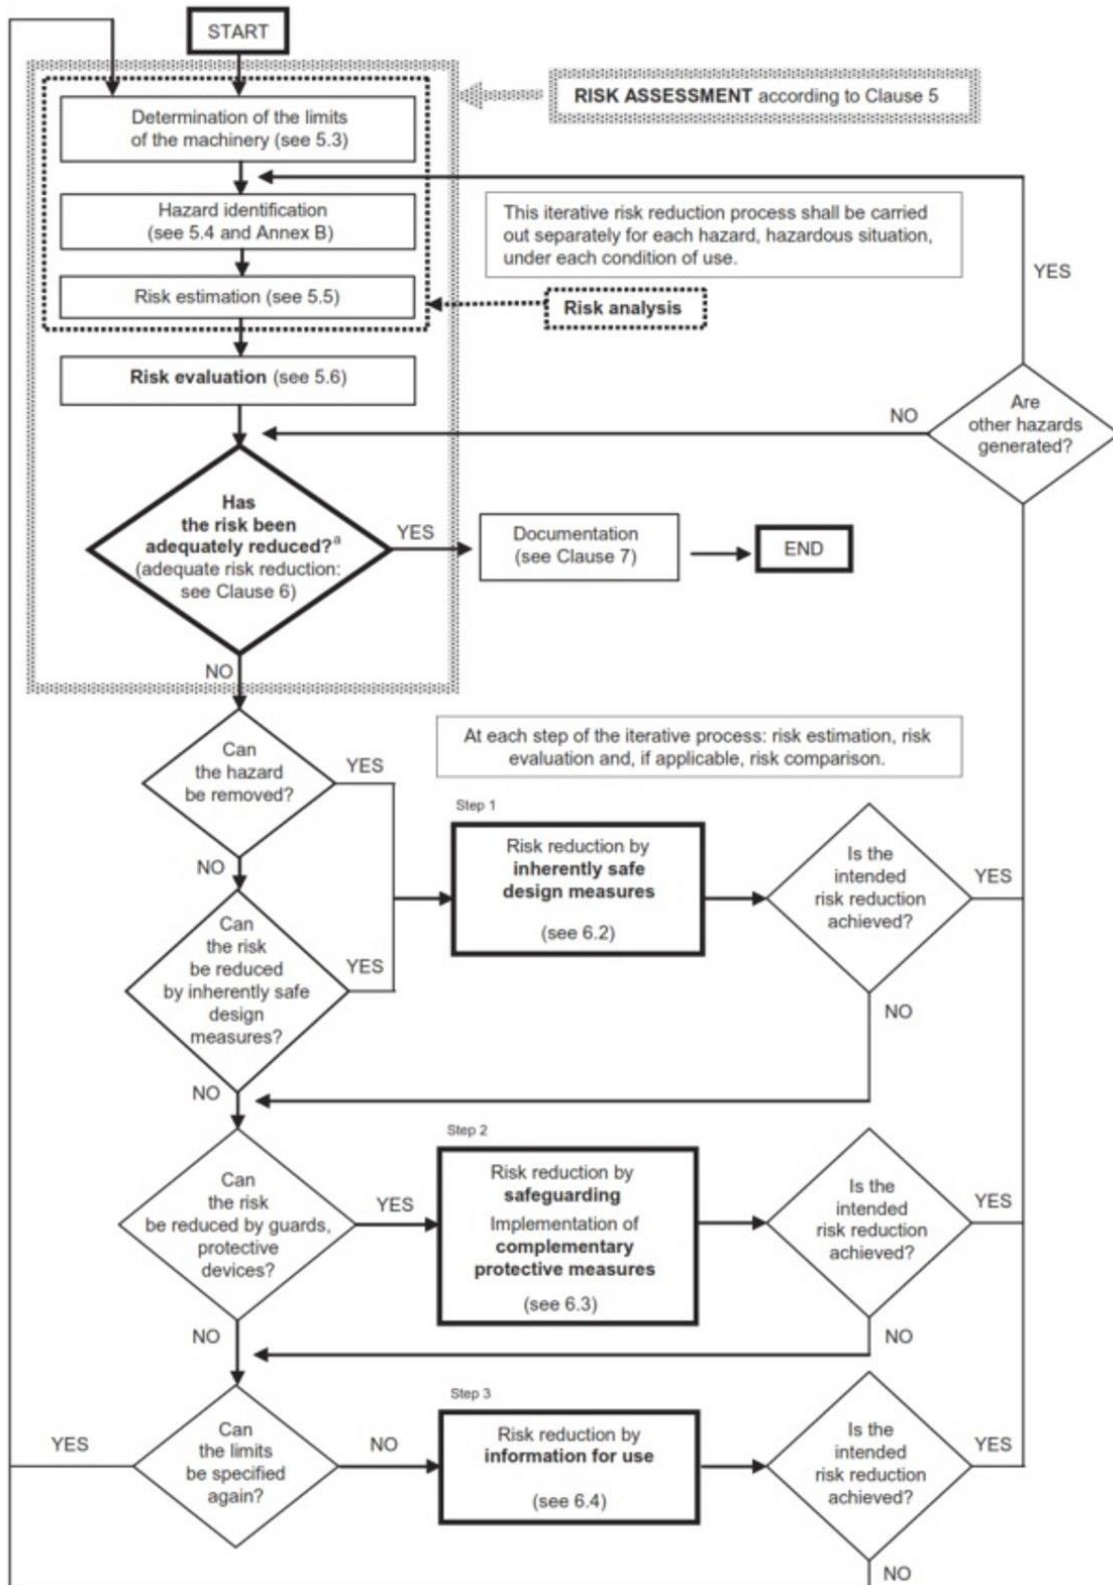 START
RISK ASSESSMENT according to Clause 5
Determination of the limits
of the machinery (see 5.3)
Hazard identification
(see 5.4 and Annex B)
This iterative risk reduction process shall be carried
out separately for each hazard, hazardous situation,
under each condition of use.
YES
Risk estimation (see 5.5)
Risk analysis
Risk evaluation (see 5.6)
Are
other hazards
generated?
NO
Has
the risk been
adequately reduced?a
(adequate risk reduction:
see Clause 6)
YES
Documentation
(see Clause 7)
END
NO
At each step of the iterative process: risk estimation, risk
evaluation and, if applicable, risk comparison.
Can
the hazard
be removed?
YES
Step 1
Risk reduction by
inherently safe
design measures
(see 6.2)
Is the
intended
risk reduction
achieved?
YES
NO
Can
the risk
be reduced
by inherently safe
design
measures?
YES
NO
NO
Step 2
Can
the risk
be reduced by guards,
protective
devices?
YES
Risk reduction by
safeguarding
Implementation of
complementary
protective measures
(see 6.3)
Is the
intended
risk reduction
achieved?
YES
NO
NO
Step 3
Can
the limits
be specified
again?
YES
NO
Risk reduction by
information for use
(see 6.4)
Is the
intended
risk reduction
achieved?
YES
NO